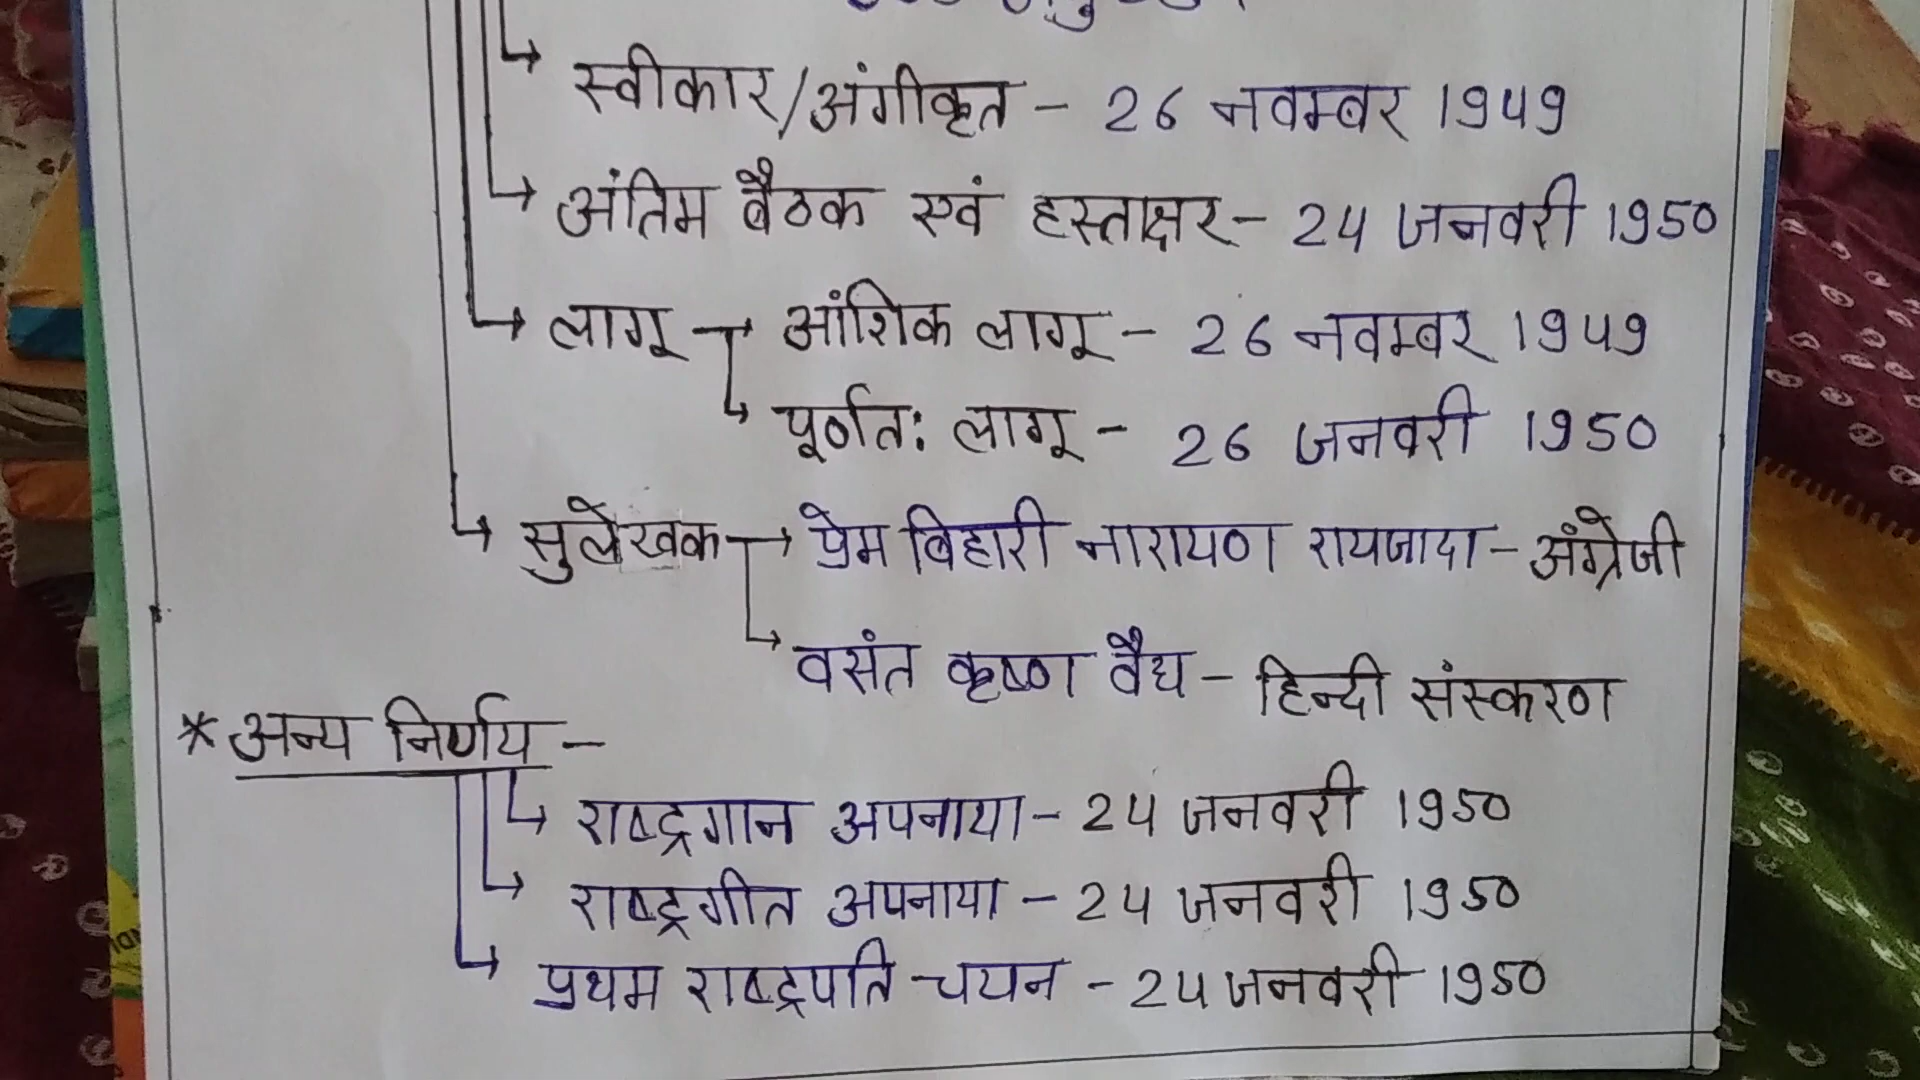 स्वीकार/अंगीकृत - 26 नवम्बर 1949
अंतिम बैठक एवं हस्ताक्षर - 24 जनवरी 1950
लागू → आंशिक लागू - 26 नवम्बर 1949
पूर्णत: लागू - 26 जनवरी 1950
सुलेखक → प्रेम बिहारी नारायण रायजादा - अंग्रेजी
वसंत कृष्ण वैद्य - हिन्दी संस्करण
* अन्य निर्णय -
राष्ट्रगान अपनाया - 24 जनवरी 1950
राष्ट्रगीत अपनाया - 24 जनवरी 1950
प्रथम राष्ट्रपति चयन - 24 जनवरी 1950